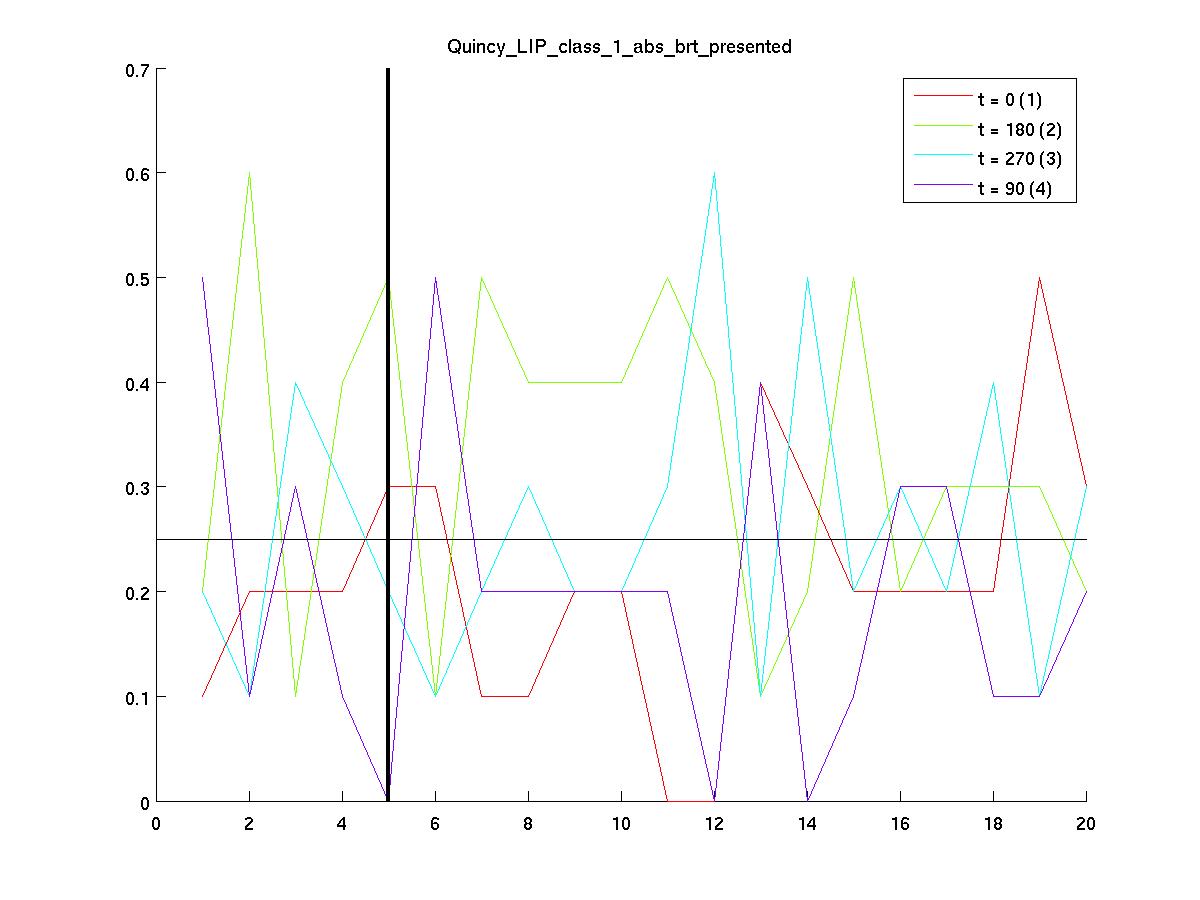 Quincy_LIP_class_1_abs_brt_presented
0.7
0.6
0.5
0.4
0.3
0.2
0.1
0
0 2 4 6 8 10 12 14 16 18 20
t = 0 (1)
t = 180 (2)
t = 270 (3)
t = 90 (4)